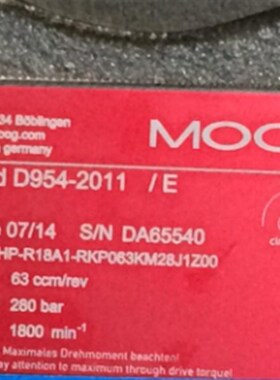 34 Böblingen
og.com
germany
MOOG
d D954-2011 / E
07/14 S/N DA65540
HP-R18A1-RKP063KM28J1Z00
63 ccm/rev
280 bar
1800 min⁻¹
Maximales Drehmoment beachten!
to maximum through drive torque!